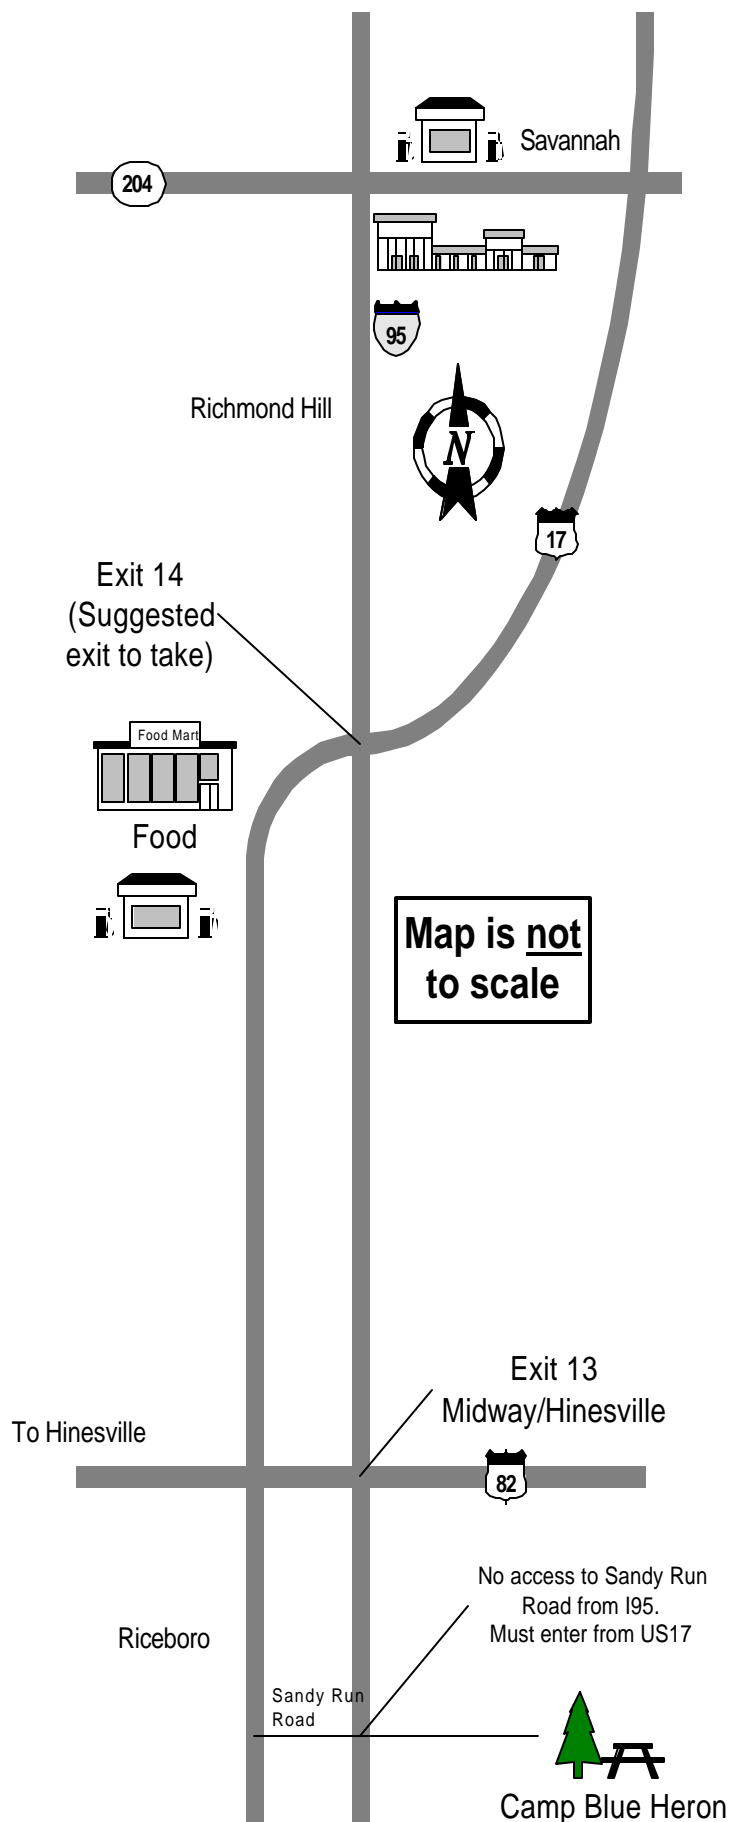 Savannah
204
95
Richmond Hill
N
17
Exit 14
(Suggested
exit to take)
Food Mart
Food
Map is not
to scale
Exit 13
Midway/Hinesville
To Hinesville
82
No access to Sandy Run
Road from I95.
Must enter from US17
Riceboro
Sandy Run
Road
Camp Blue Heron